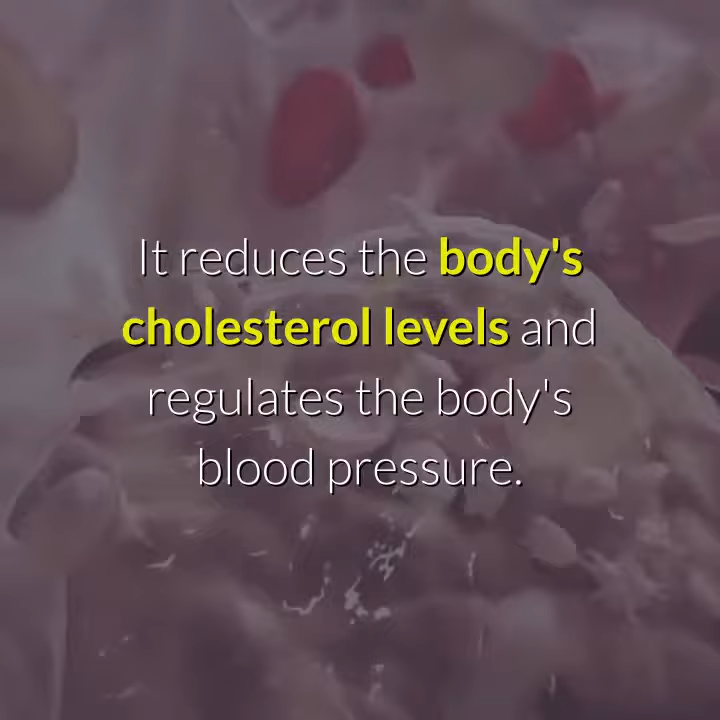 It reduces the body's
cholesterol levels and
regulates the body's
blood pressure.